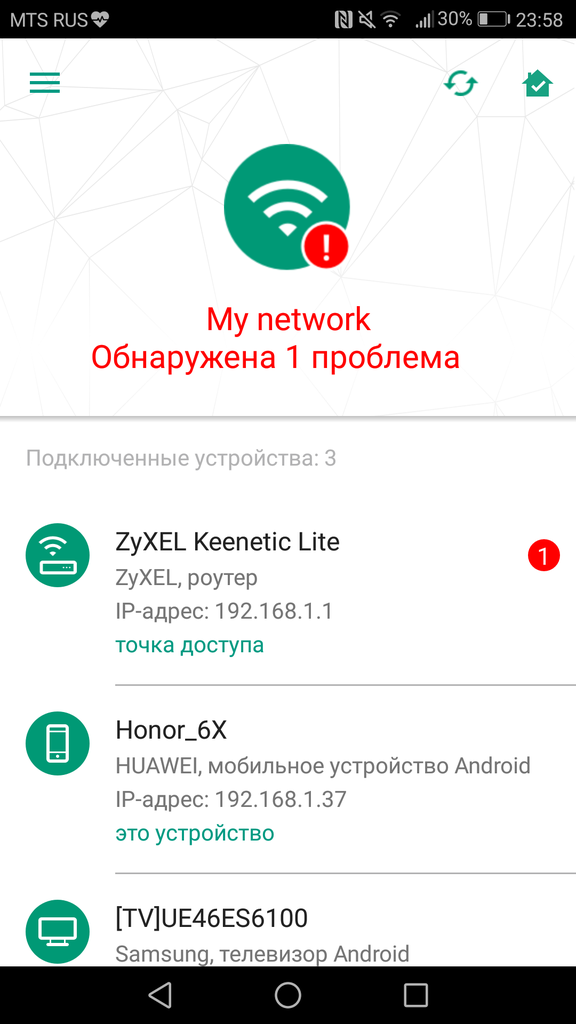 MTS RUS 30% 23:58
My network
Обнаружена 1 проблема
Подключенные устройства: 3
ZyXEL Keenetic Lite
1
ZyXEL, роутер
IP-адрес: 192.168.1.1
точка доступа
Honor_6X
HUAWEI, мобильное устройство Android
IP-адрес: 192.168.1.37
это устройство
[TV]UE46ES6100
Samsung, телевизор Android